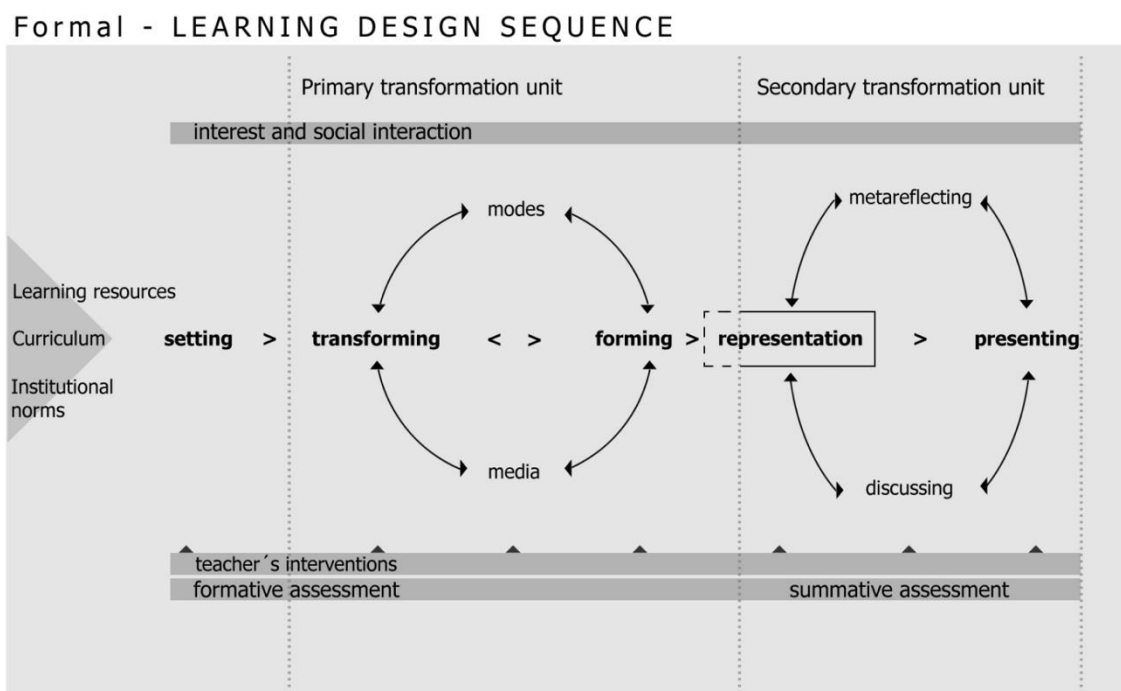 Formal - LEARNING DESIGN SEQUENCE
Primary transformation unit
Secondary transformation unit
interest and social interaction
modes
metareflecting
Learning resources
Curriculum
Institutional
norms
setting > transforming < > forming > representation > presenting
media
discussing
teacher´s interventions
formative assessment
summative assessment